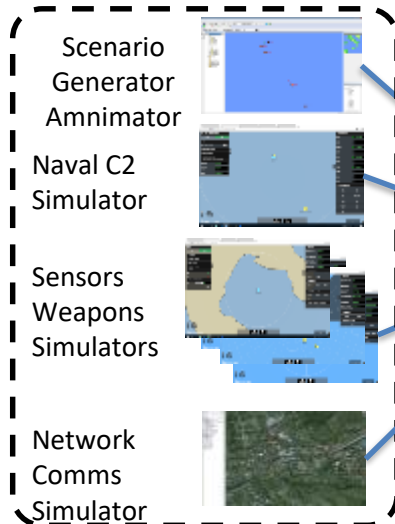 Scenario
Generator
Amnimator
Naval C2
Simulator
Sensors
Weapons
Simulators
Network
Comms
Simulator